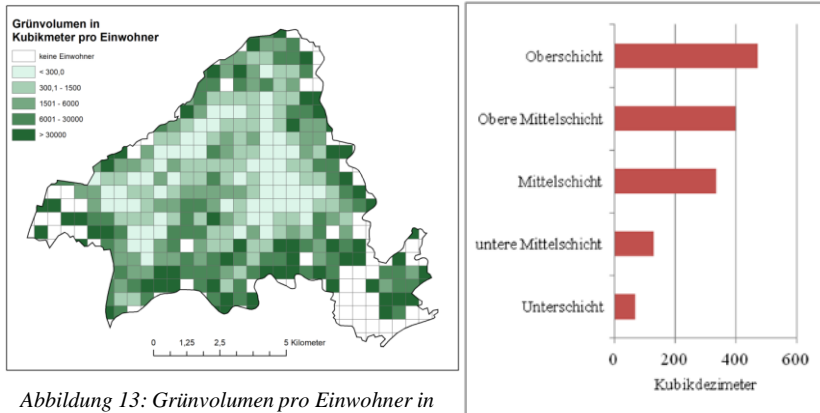 Grünvolumen in
Kubikmeter pro Einwohner
keine Einwohner
< 300,0
300,1 - 1500
1501 - 6000
6001 - 30000
> 30000
0 1,25 2,5 5 Kilometer
Abbildung 13: Grünvolumen pro Einwohner in
Oberschicht
Obere Mittelschicht
Mittelschicht
untere Mittelschicht
Unterschicht
0 200 400 600
Kubikdezimeter